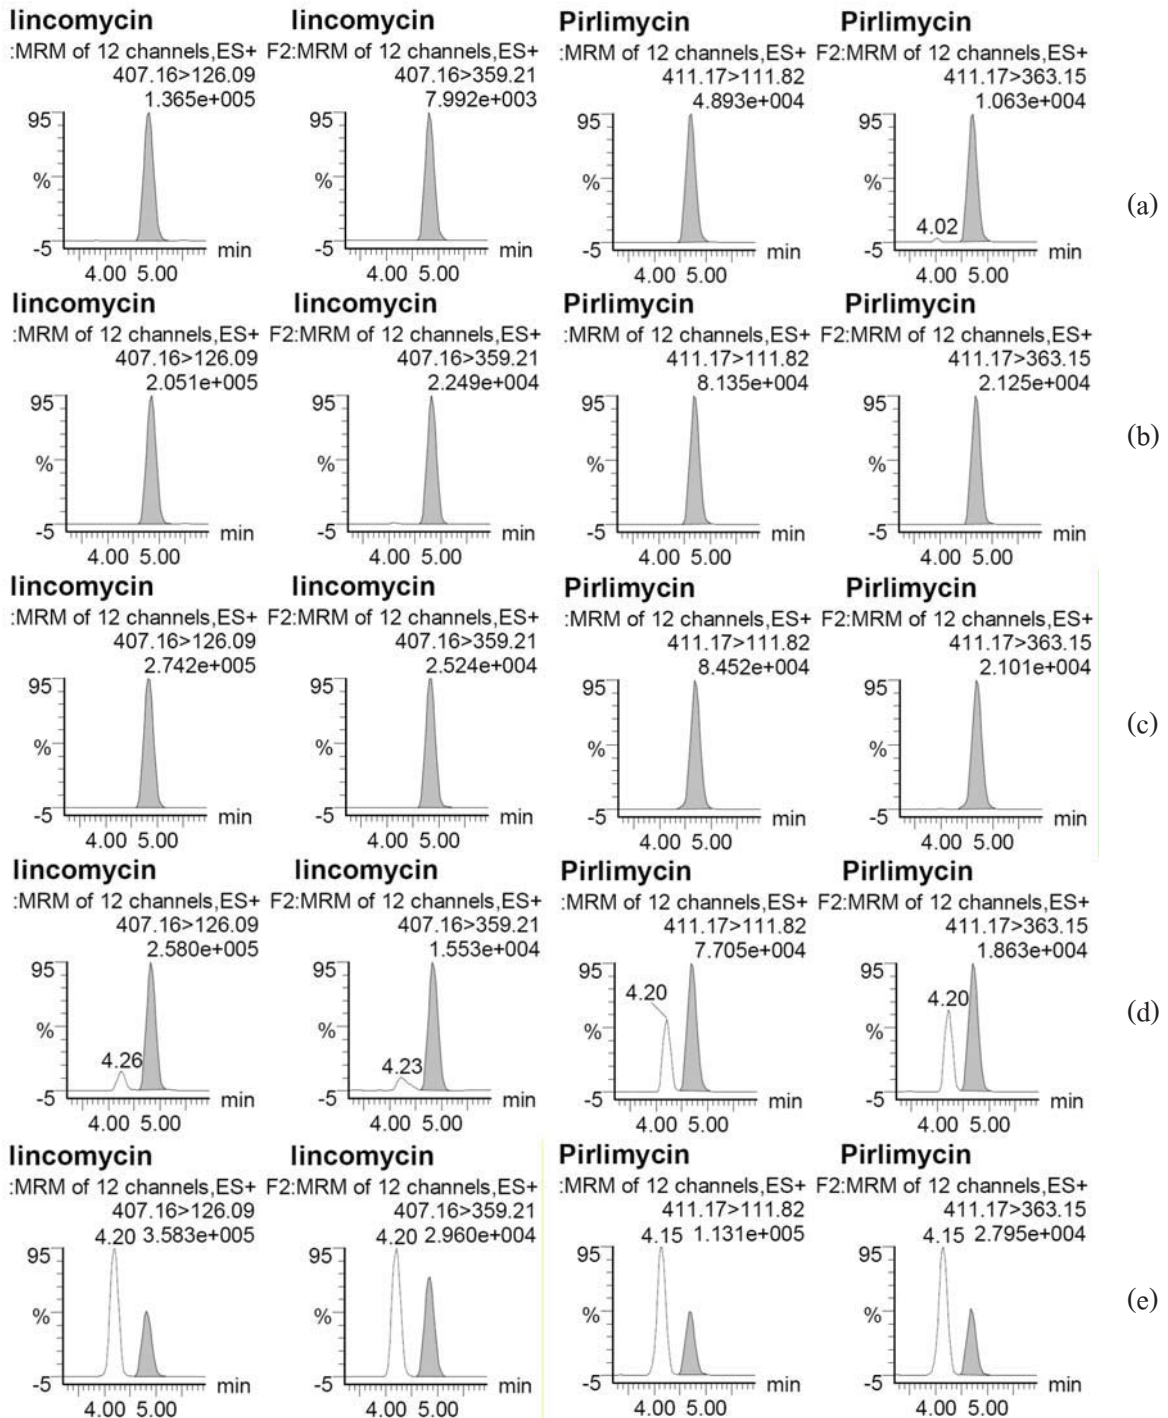 lincomycin lincomycin Pirlimycin Pirlimycin
:MRM of 12 channels,ES+ F2:MRM of 12 channels,ES+ :MRM of 12 channels,ES+ F2:MRM of 12 channels,ES+
407.16>126.09 407.16>359.21 411.17>111.82 411.17>363.15
1.365e+005 7.992e+003 4.893e+004 1.063e+004
95 95 95 95
% % % % (a)
4.02
-5 min -5 min -5 min -5 min
4.00 5.00 4.00 5.00 4.00 5.00 4.00 5.00
lincomycin lincomycin Pirlimycin Pirlimycin
:MRM of 12 channels,ES+ F2:MRM of 12 channels,ES+ :MRM of 12 channels,ES+ F2:MRM of 12 channels,ES+
407.16>126.09 407.16>359.21 411.17>111.82 411.17>363.15
2.051e+005 2.249e+004 8.135e+004 2.125e+004
95 95 95 95
% % % % (b)
-5 min -5 min -5 min -5 min
4.00 5.00 4.00 5.00 4.00 5.00 4.00 5.00
lincomycin lincomycin Pirlimycin Pirlimycin
:MRM of 12 channels,ES+ F2:MRM of 12 channels,ES+ :MRM of 12 channels,ES+ F2:MRM of 12 channels,ES+
407.16>126.09 407.16>359.21 411.17>111.82 411.17>363.15
2.742e+005 2.524e+004 8.452e+004 2.101e+004
95 95 95 95
% % % % (c)
-5 min -5 min -5 min -5 min
4.00 5.00 4.00 5.00 4.00 5.00 4.00 5.00
lincomycin lincomycin Pirlimycin Pirlimycin
:MRM of 12 channels,ES+ F2:MRM of 12 channels,ES+ :MRM of 12 channels,ES+ F2:MRM of 12 channels,ES+
407.16>126.09 407.16>359.21 411.17>111.82 411.17>363.15
2.580e+005 1.553e+004 7.705e+004 1.863e+004
95 95 95 95
4.20 4.20
% % % % (d)
4.26 4.23
-5 min -5 min -5 min -5 min
4.00 5.00 4.00 5.00 4.00 5.00 4.00 5.00
lincomycin lincomycin Pirlimycin Pirlimycin
:MRM of 12 channels,ES+ F2:MRM of 12 channels,ES+ :MRM of 12 channels,ES+ F2:MRM of 12 channels,ES+
407.16>126.09 407.16>359.21 411.17>111.82 411.17>363.15
4.20 3.583e+005 4.20 2.960e+004 4.15 1.131e+005 4.15 2.795e+004
95 95 95 95
% % % % (e)
-5 min -5 min -5 min -5 min
4.00 5.00 4.00 5.00 4.00 5.00 4.00 5.00